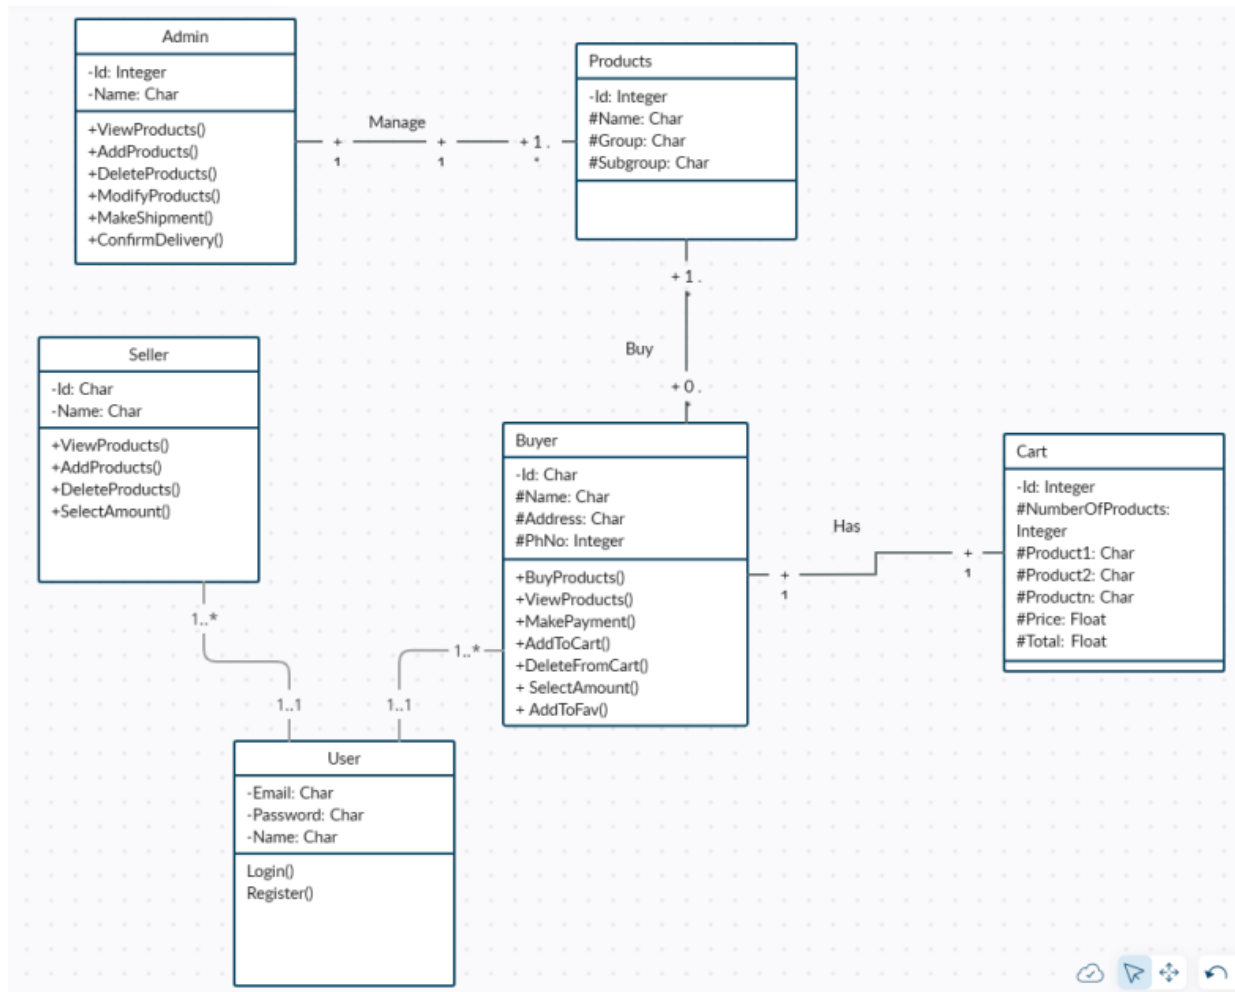 Admin
-Id: Integer
-Name: Char
+ViewProducts()
+AddProducts()
+DeleteProducts()
+ModifyProducts()
+MakeShipment()
+ConfirmDelivery()
Manage
+
1
+
1
+ 1 .
*
Products
-Id: Integer
#Name: Char
#Group: Char
#Subgroup: Char
+ 1 .
*
Buy
+ 0 .
*
Seller
-Id: Char
-Name: Char
+ViewProducts()
+AddProducts()
+DeleteProducts()
+SelectAmount()
Buyer
-Id: Char
#Name: Char
#Address: Char
#PhNo: Integer
+BuyProducts()
+ViewProducts()
+MakePayment()
+AddToCart()
+DeleteFromCart()
+ SelectAmount()
+ AddToFav()
Has
+
1
+
1
Cart
-Id: Integer
#NumberOfProducts:
Integer
#Product1: Char
#Product2: Char
#Productn: Char
#Price: Float
#Total: Float
1..*
1..*
1..1
1..1
User
-Email: Char
-Password: Char
-Name: Char
Login()
Register()